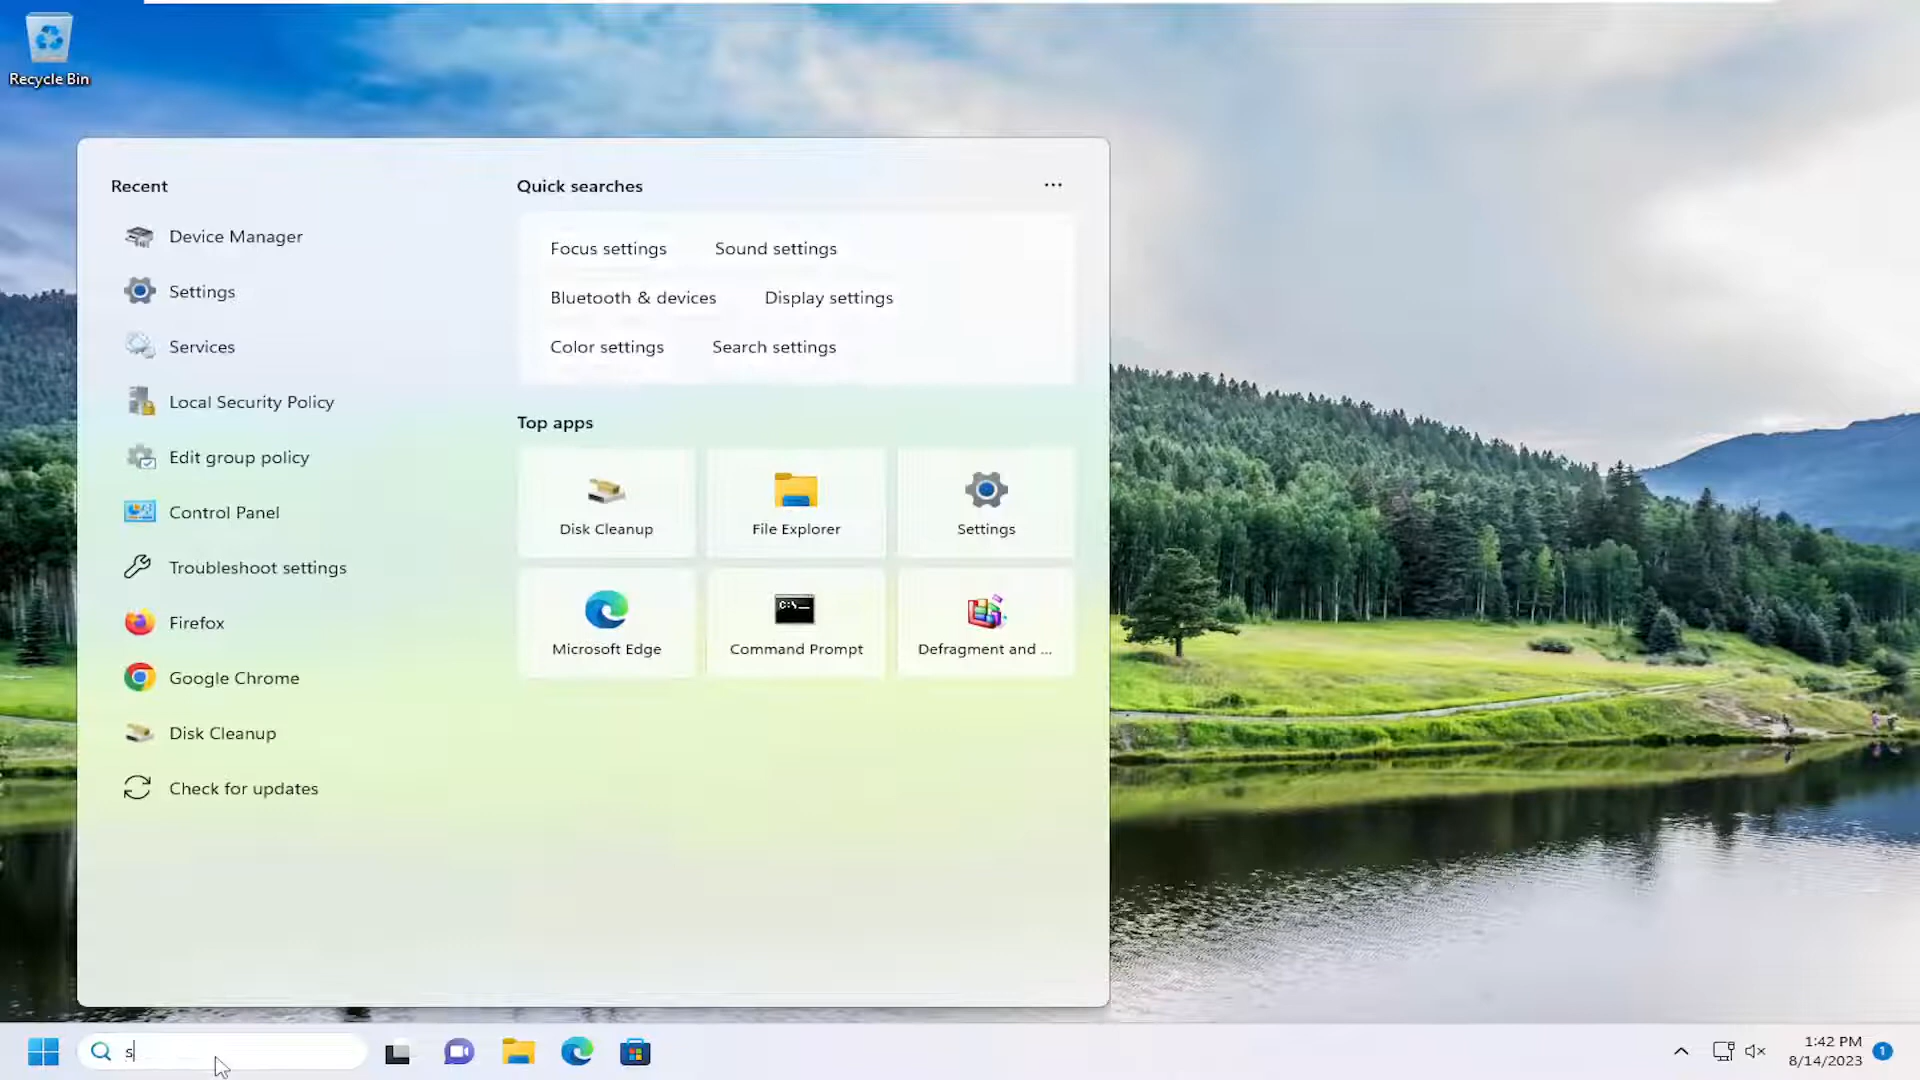 Recycle Bin
Recent
Device Manager
Settings
Services
Local Security Policy
Edit group policy
Control Panel
Troubleshoot settings
Firefox
Google Chrome
Disk Cleanup
Check for updates
Quick searches
Focus settings
Sound settings
Bluetooth & devices
Display settings
Color settings
Search settings
Top apps
Disk Cleanup
File Explorer
Settings
C:\
Microsoft Edge
Command Prompt
Defragment and ...
s
1:42 PM
8/14/2023
1